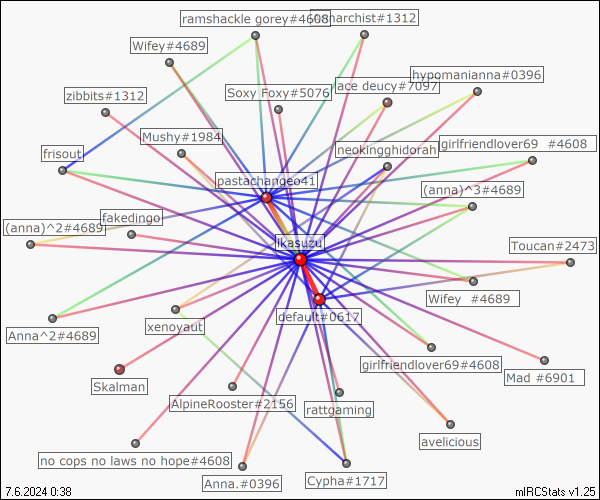 ramshackle gorey#4608
narchist#1312
Wifey#4689
hypomanianna#0396
ace deucy#7097
Soxy Foxy#5076
zibbits#1312
Mushy#1984
girlfriendlover69 #4608
neokingghidorah
frisout
pastachangeo41
(anna)^3#4689
fakedingo
(anna)^2#4689
ikasuzu
Toucan#2473
Wifey #4689
default#0617
xenoyaut
Anna^2#4689
girlfriendlover69#4608
Mad #6901
Skalman
AlpineRooster#2156
rattgaming
avelicious
no cops no laws no hope#4608
Anna.#0396
Cypha#1717
7.6.2024 0:38
mIRCStats v1.25